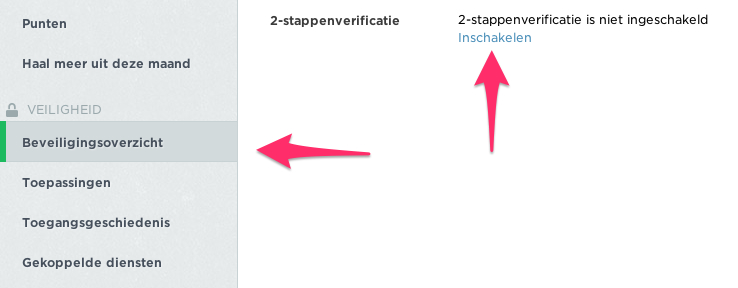 Punten
Haal meer uit deze maand
VEILIGHEID
Beveiligingsoverzicht
Toepassingen
Toegangsgeschiedenis
Gekoppelde diensten
2-stappenverificatie
2-stappenverificatie is niet ingeschakeld
Inschakelen